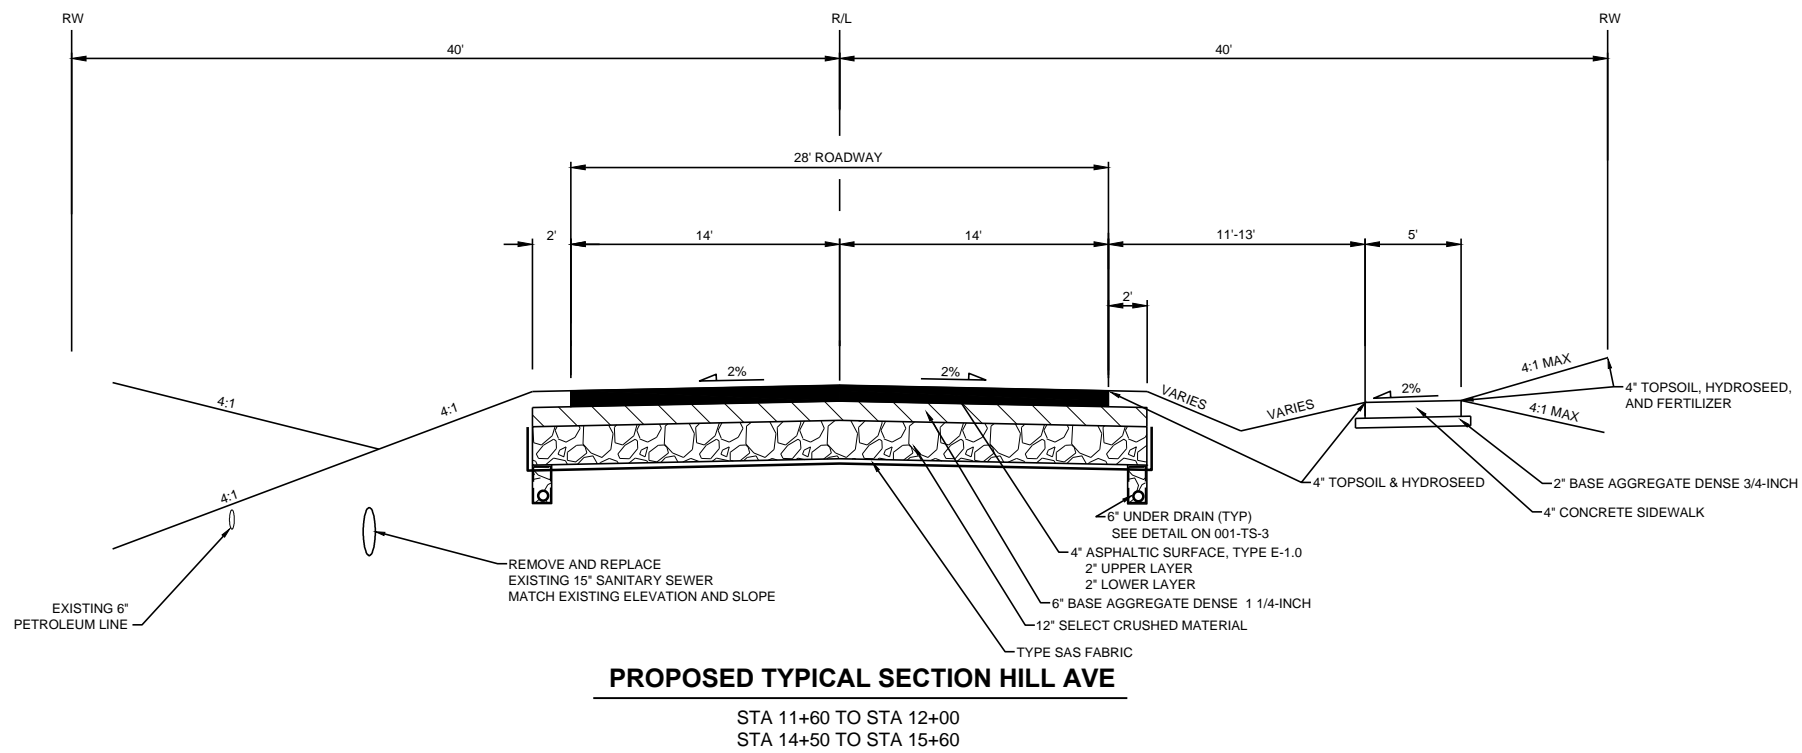 RW
R/L
RW
40'
40'
28' ROADWAY
2'
14'
14'
11'-13'
5'
2'
2%
2%
4:1
4:1
4:1
VARIES
VARIES
2%
4:1 MAX
4:1 MAX
4" TOPSOIL, HYDROSEED,
AND FERTILIZER
4" TOPSOIL & HYDROSEED
2" BASE AGGREGATE DENSE 3/4-INCH
4" CONCRETE SIDEWALK
6" UNDER DRAIN (TYP)
SEE DETAIL ON 001-TS-3
4" ASPHALTIC SURFACE, TYPE E-1.0
2" UPPER LAYER
2" LOWER LAYER
6" BASE AGGREGATE DENSE 1 1/4-INCH
12" SELECT CRUSHED MATERIAL
TYPE SAS FABRIC
REMOVE AND REPLACE
EXISTING 15" SANITARY SEWER
MATCH EXISTING ELEVATION AND SLOPE
EXISTING 6"
PETROLEUM LINE
PROPOSED TYPICAL SECTION HILL AVE
STA 11+60 TO STA 12+00
STA 14+50 TO STA 15+60